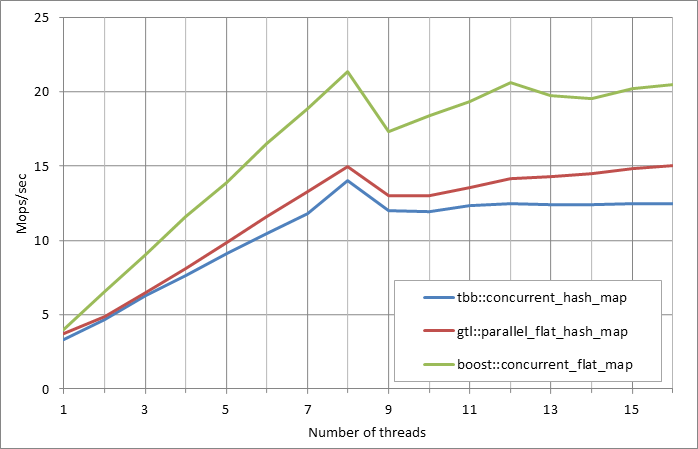 25
20
15
10
5
0
Mops/sec
tbb::concurrent_hash_map
gtl::parallel_flat_hash_map
boost::concurrent_flat_map
1 3 5 7 9 11 13 15
Number of threads